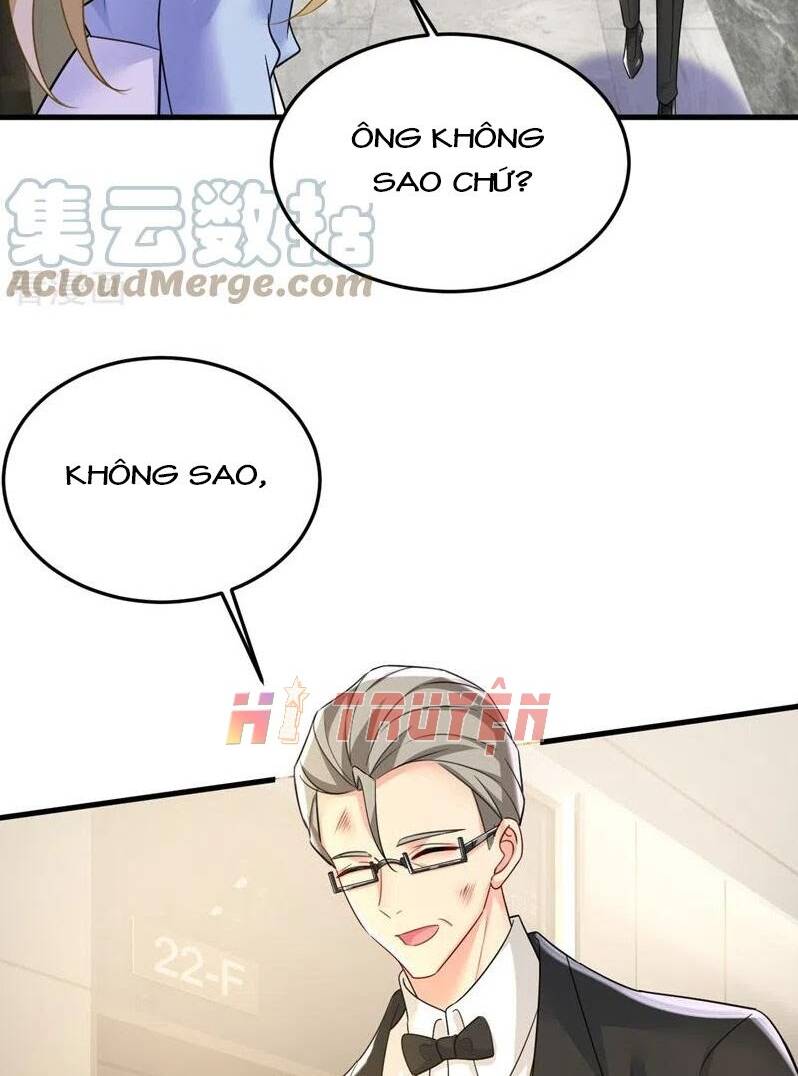 ÔNG KHÔNG
SAO CHỨ?
集云数据
ACloudMerge.com
KHÔNG SAO,
HI TRUYỆN
22-F